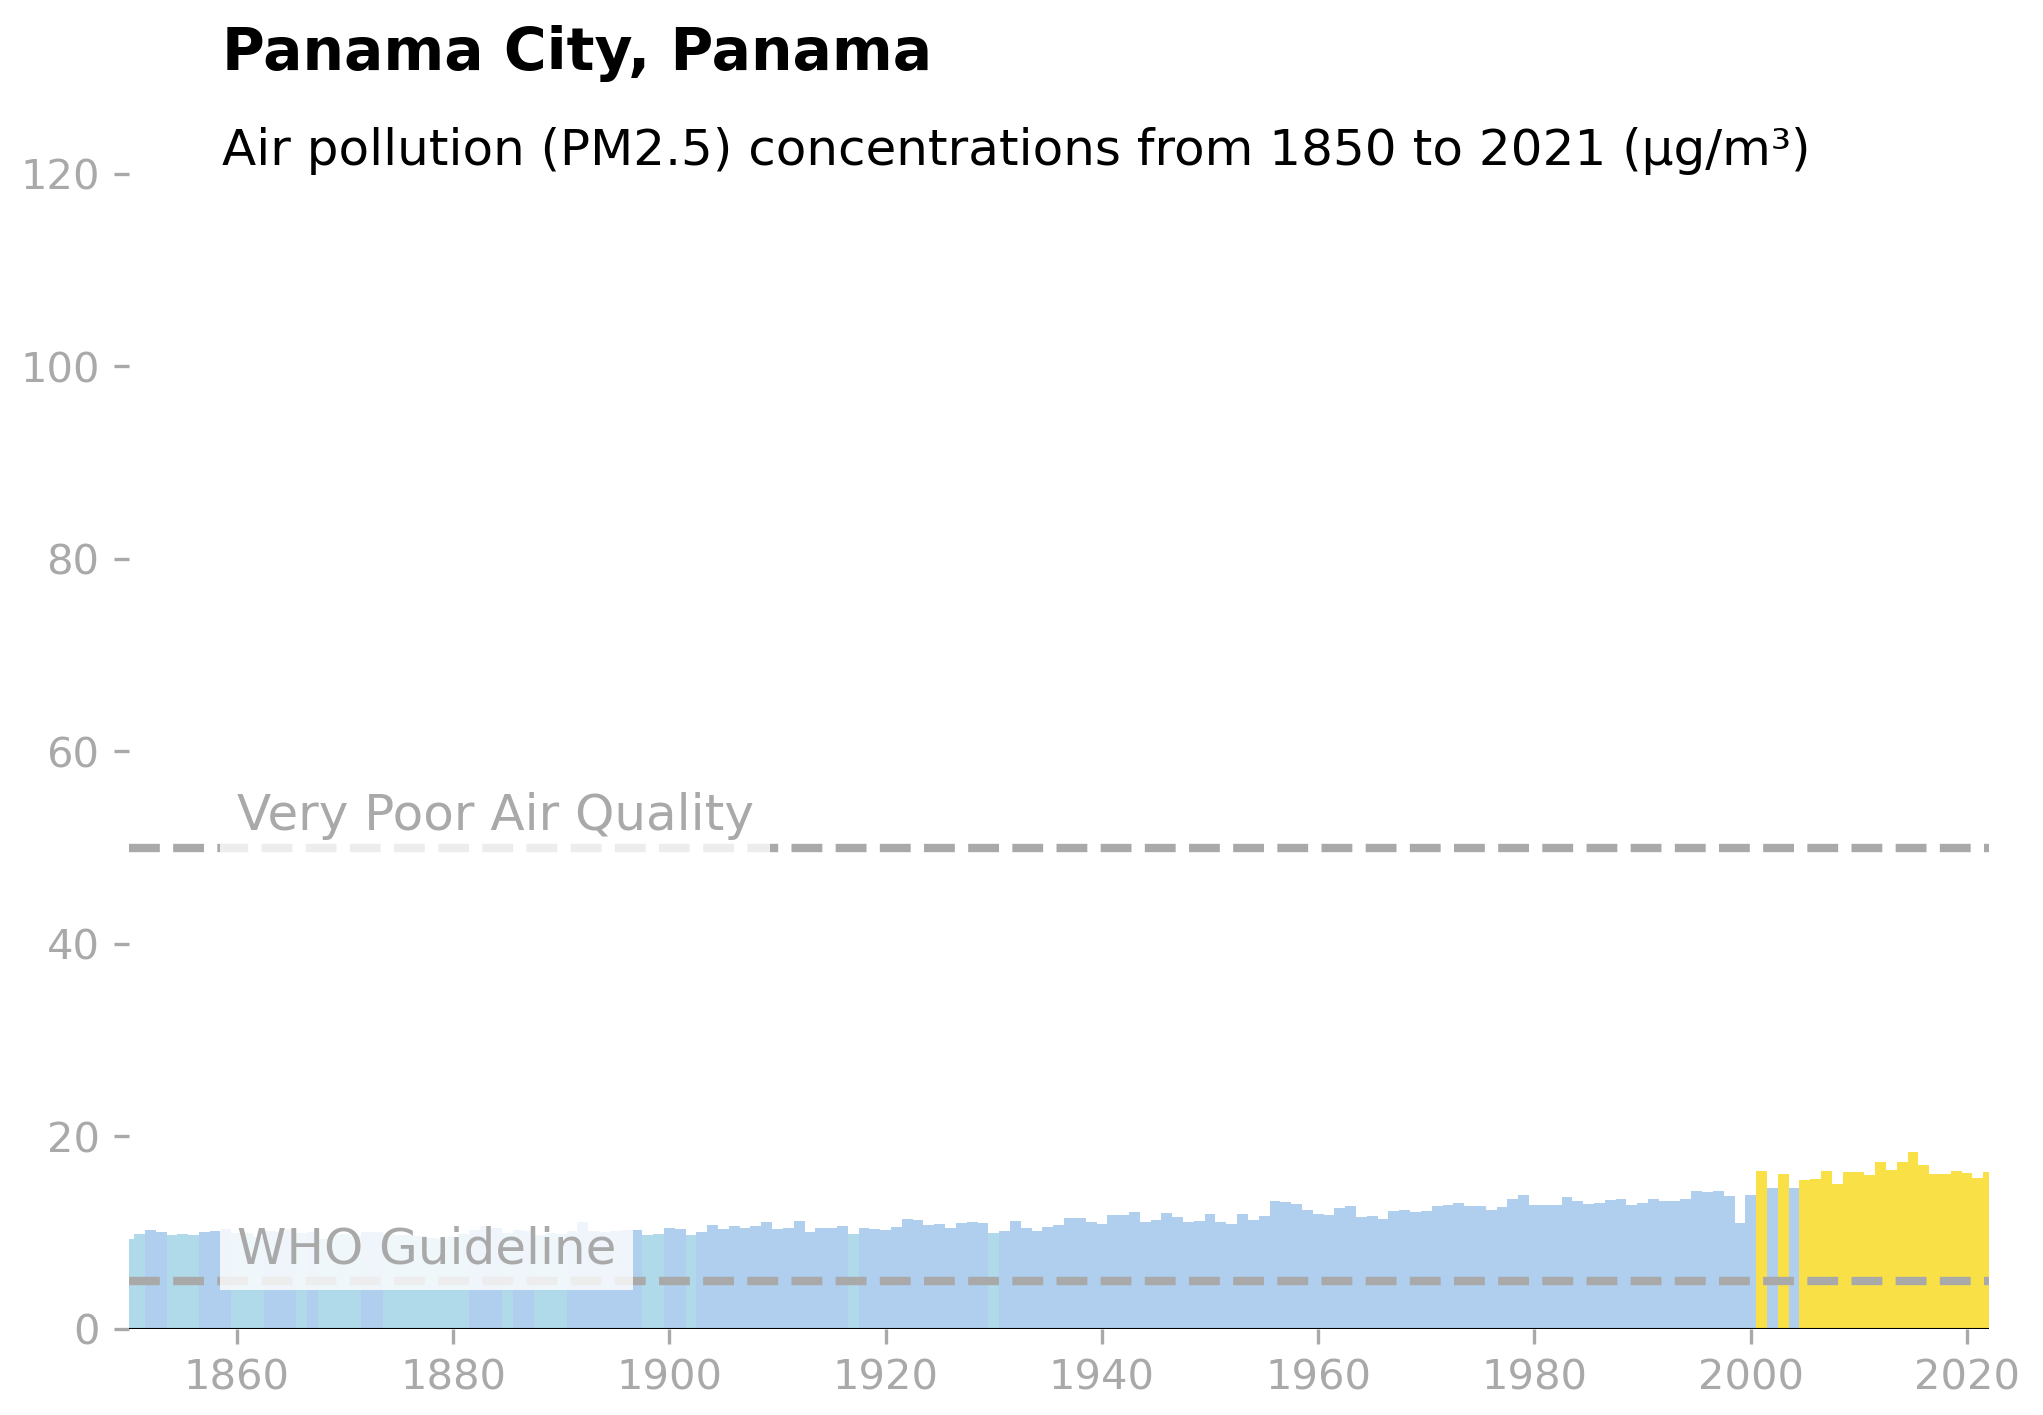 Panama City, Panama
Air pollution (PM2.5) concentrations from 1850 to 2021 (µg/m³)
120
100
80
60
Very Poor Air Quality
40
20
WHO Guideline
0
1860 1880 1900 1920 1940 1960 1980 2000 2020